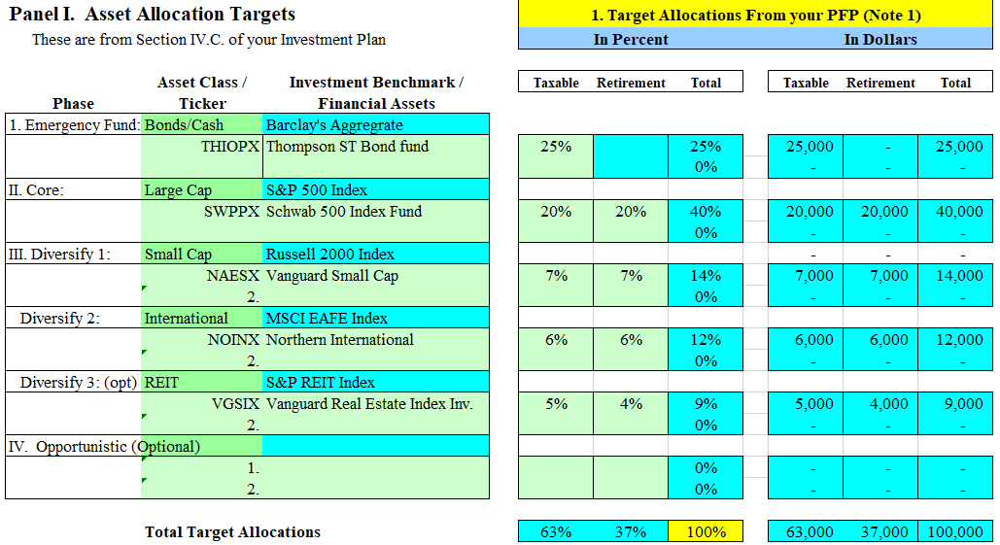 Panel I. Asset Allocation Targets 1. Target Allocations From your PFP (Note 1)
These are from Section IV.C. of your Investment Plan In Percent In Dollars
Asset Class / Investment Benchmark / Taxable Retirement Total Taxable Retirement Total
Phase Ticker Financial Assets
1. Emergency Fund: Bonds/Cash Barclay's Aggregrate
THIOPX Thompson ST Bond fund 25% 25% 25,000 - 25,000
0% - - -
II. Core: Large Cap S&P 500 Index
SWPPX Schwab 500 Index Fund 20% 20% 40% 20,000 20,000 40,000
0% - - -
III. Diversify 1: Small Cap Russell 2000 Index - - -
NAESX Vanguard Small Cap 7% 7% 14% 7,000 7,000 14,000
2. 0% - - -
Diversify 2: International MSCI EAFE Index
NOINX Northern International 6% 6% 12% 6,000 6,000 12,000
2. 0% - - -
Diversify 3: (opt) REIT S&P REIT Index
VGSIX Vanguard Real Estate Index Inv. 5% 4% 9% 5,000 4,000 9,000
2. 0% - - -
IV. Opportunistic (Optional)
1. 0% - - -
2. 0% - - -
Total Target Allocations 63% 37% 100% 63,000 37,000 100,000